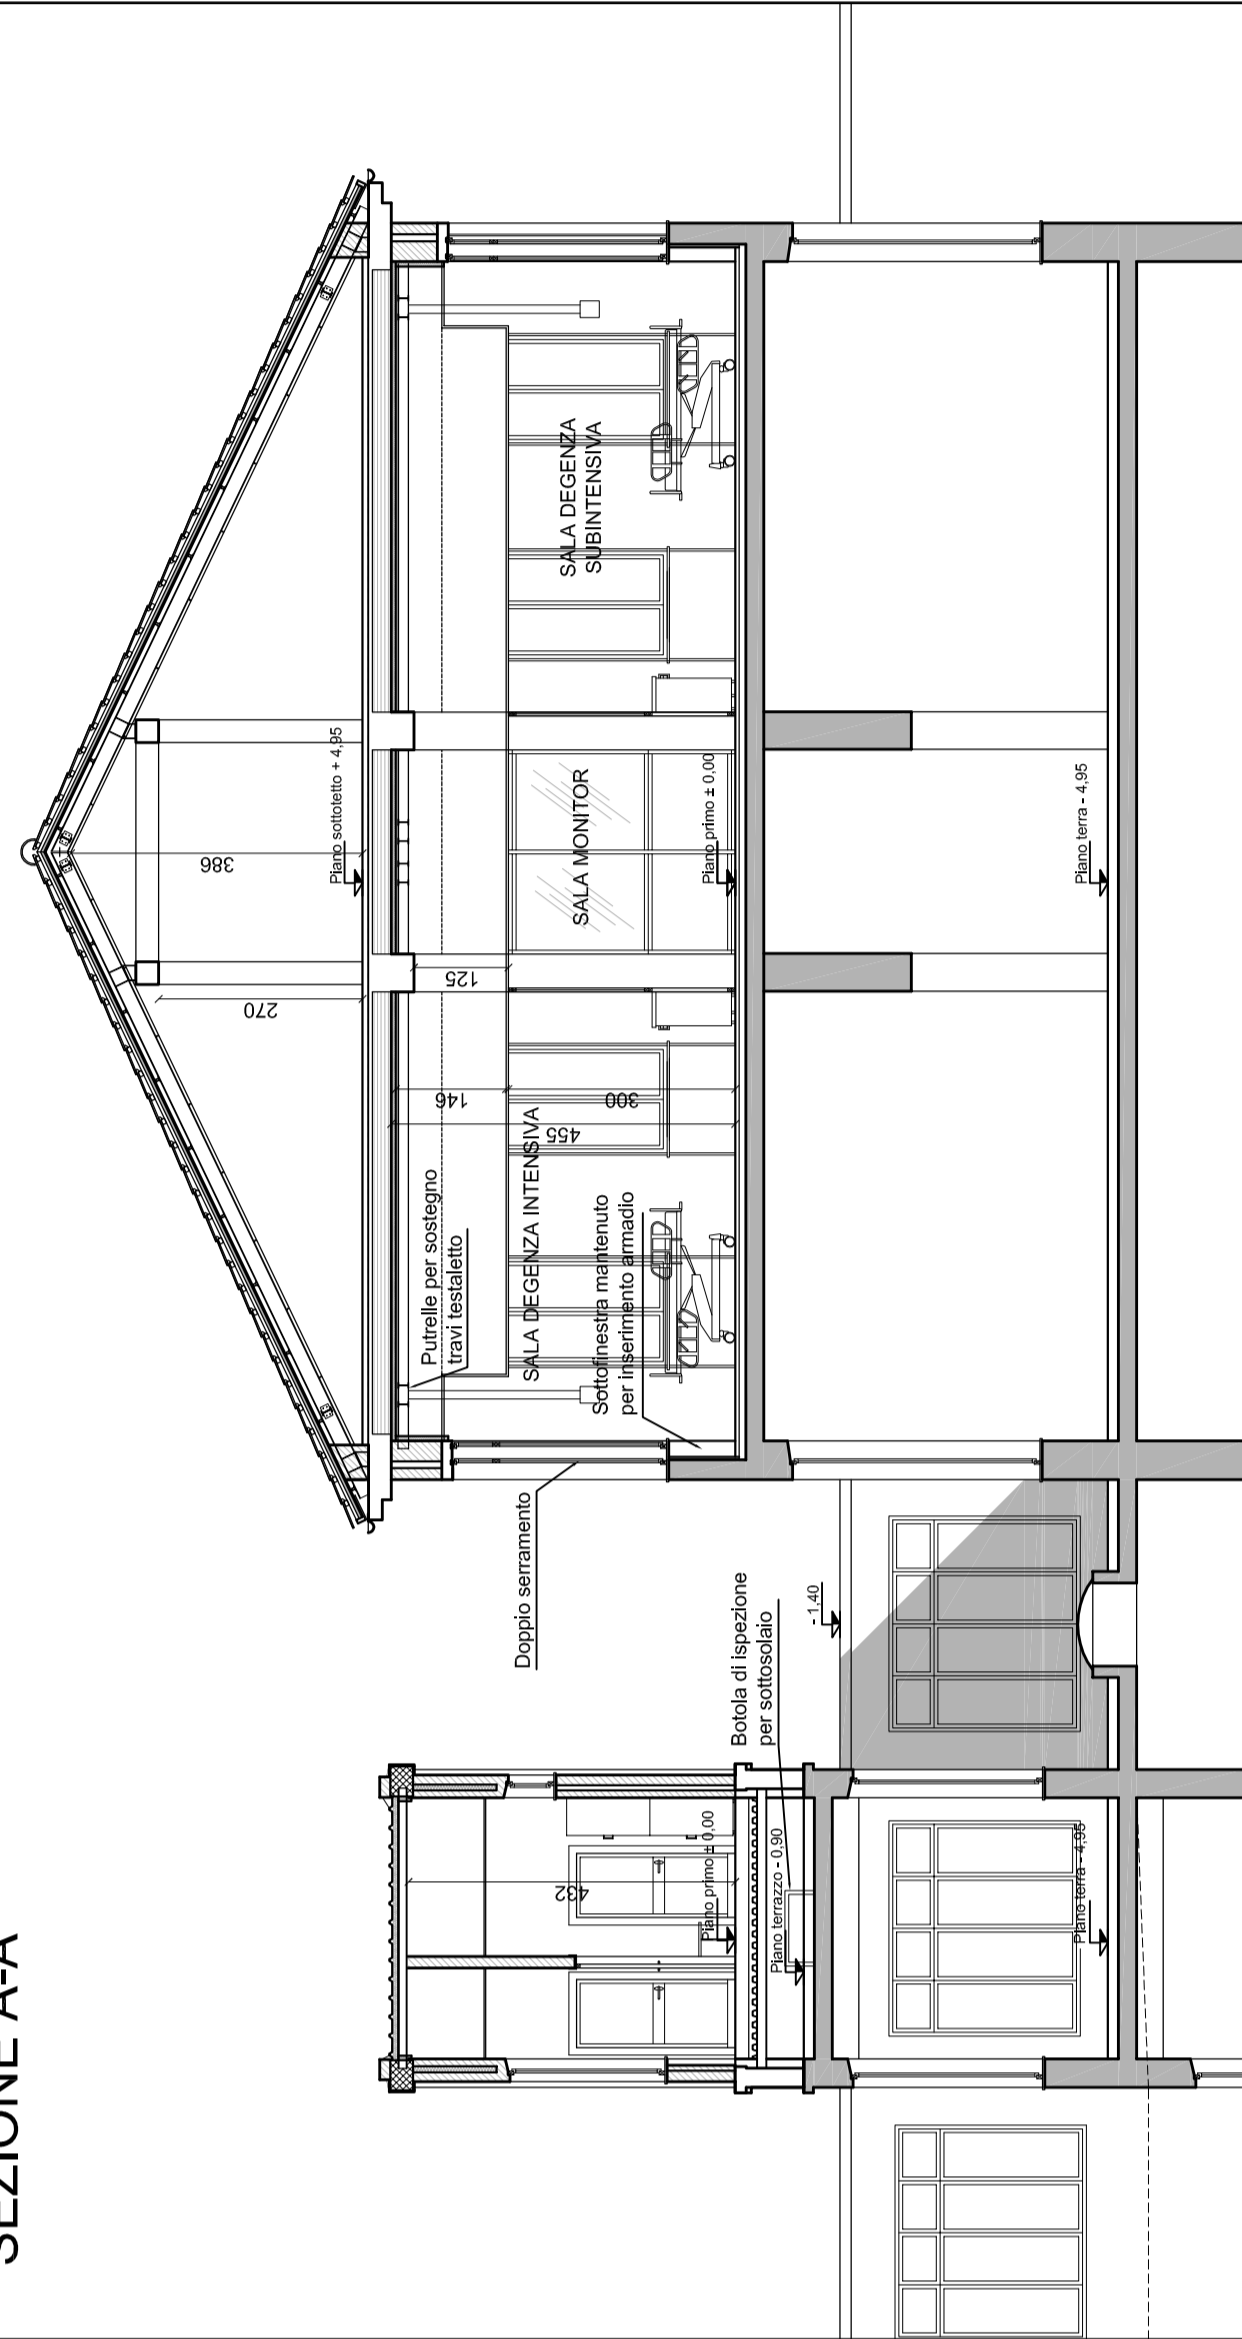 SEZIONE A-A
386
270
Piano sottotetto + 4,95
125
146
455
300
Putrelle per sostegno
travi testaletto
SALA DEGENZA INTENSIVA
SALA MONITOR
SALA DEGENZA
SUBINTENSIVA
Sottofinestra mantenuto
per inserimento armadio
Piano primo ± 0,00
Piano terra - 4,95
Doppio serramento
Botola di ispezione
per sottosolaio
-1,40
432
Piano primo ± 0,00
Piano terrazzo - 0,90
Piano terra - 4,95